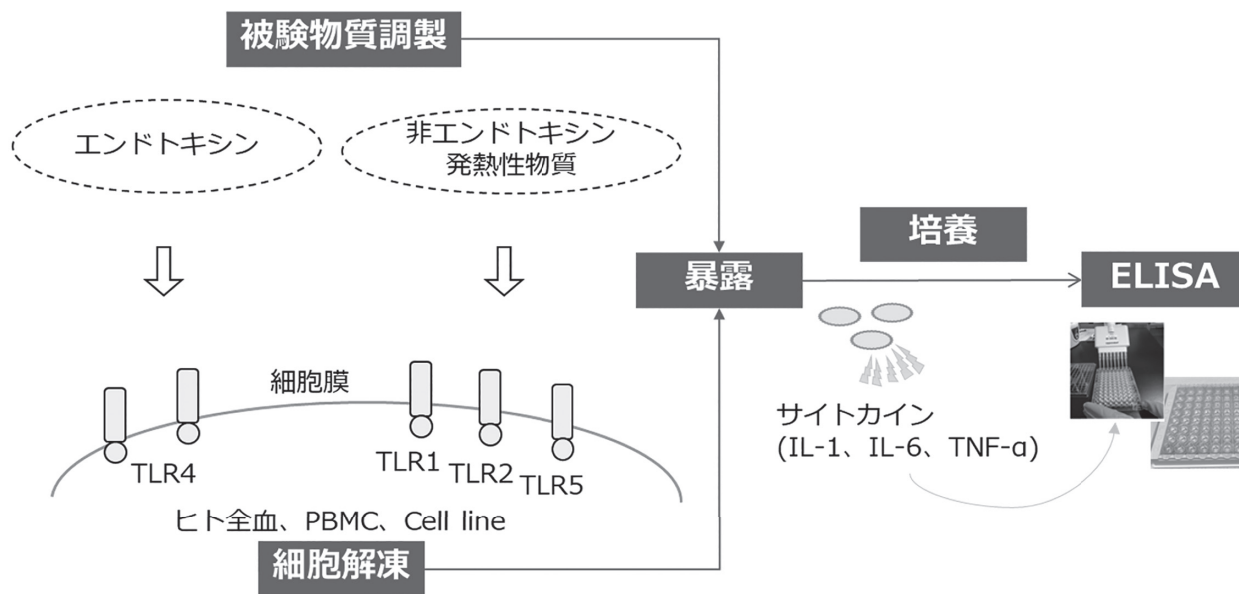 被験物質調製
エンドトキシン
非エンドトキシン
発熱性物質
培養
暴露
ELISA
細胞膜
TLR4
TLR1
TLR2
TLR5
サイトカイン
(IL-1、IL-6、TNF-α)
ヒト全血、PBMC、Cell line
細胞解凍